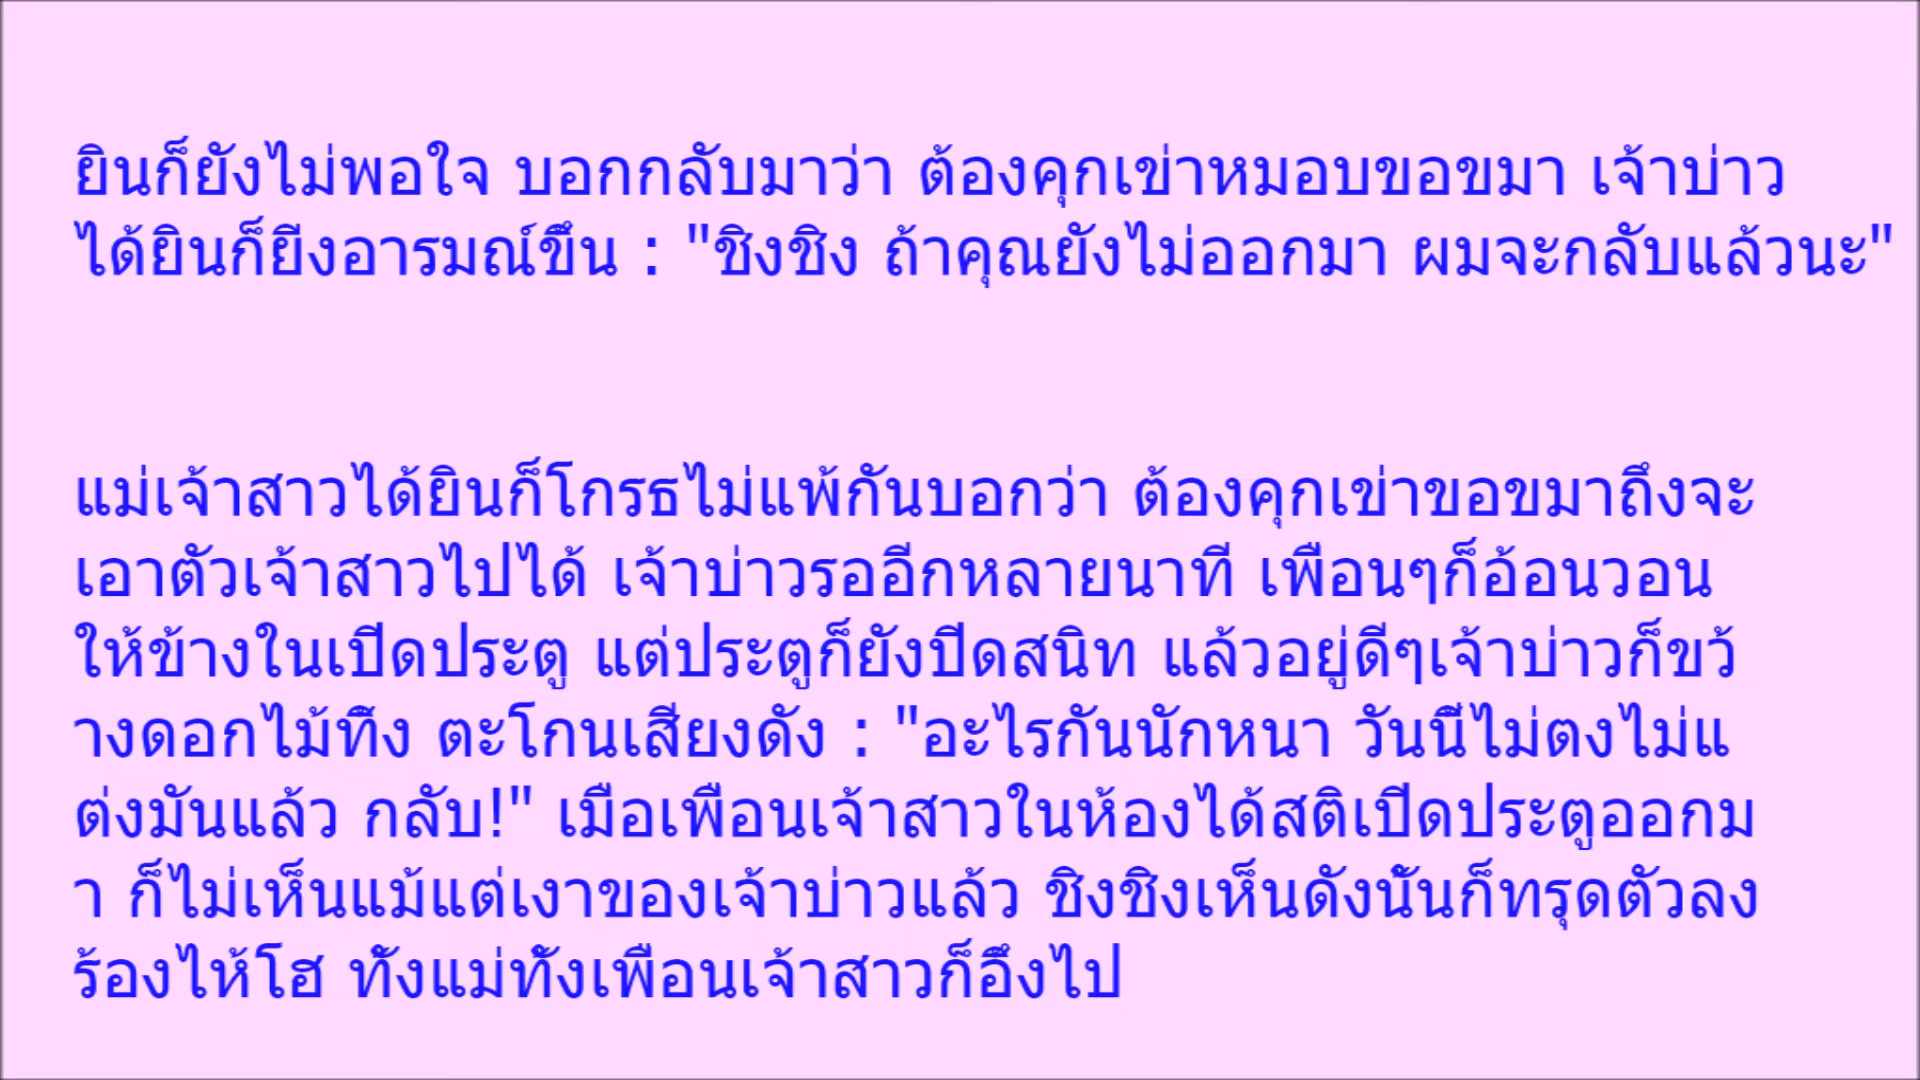 ยินก็ยังไม่พอใจ บอกกลับมาว่า ต้องคุกเข่าหมอบขอขมา เจ้าบ่าว
ได้ยินก็ยิ่งอารมณ์ขึ้น : "ชิงชิง ถ้าคุณยังไม่ออกมา ผมจะกลับแล้วนะ"
แม่เจ้าสาวได้ยินก็โกรธไม่แพ้กันบอกว่า ต้องคุกเข่าขอขมาถึงจะ
เอาตัวเจ้าสาวไปได้ เจ้าบ่าวรออีกหลายนาที เพื่อนๆก็อ้อนวอน
ให้ข้างในเปิดประตู แต่ประตูก็ยังปิดสนิท แล้วอยู่ดีๆเจ้าบ่าวก็ขว้
างดอกไม้ทิ้ง ตะโกนเสียงดัง : "อะไรกันนักหนา วันนี้ไม่ตงไม่แ
ต่งมันแล้ว กลับ!" เมื่อเพื่อนเจ้าสาวในห้องได้สติเปิดประตูออกม
า ก็ไม่เห็นแม้แต่เงาของเจ้าบ่าวแล้ว ชิงชิงเห็นดังนั้นก็ทรุดตัวลง
ร้องไห้โฮ ทั้งแม่ทั้งเพื่อนเจ้าสาวก็อึ้งไป